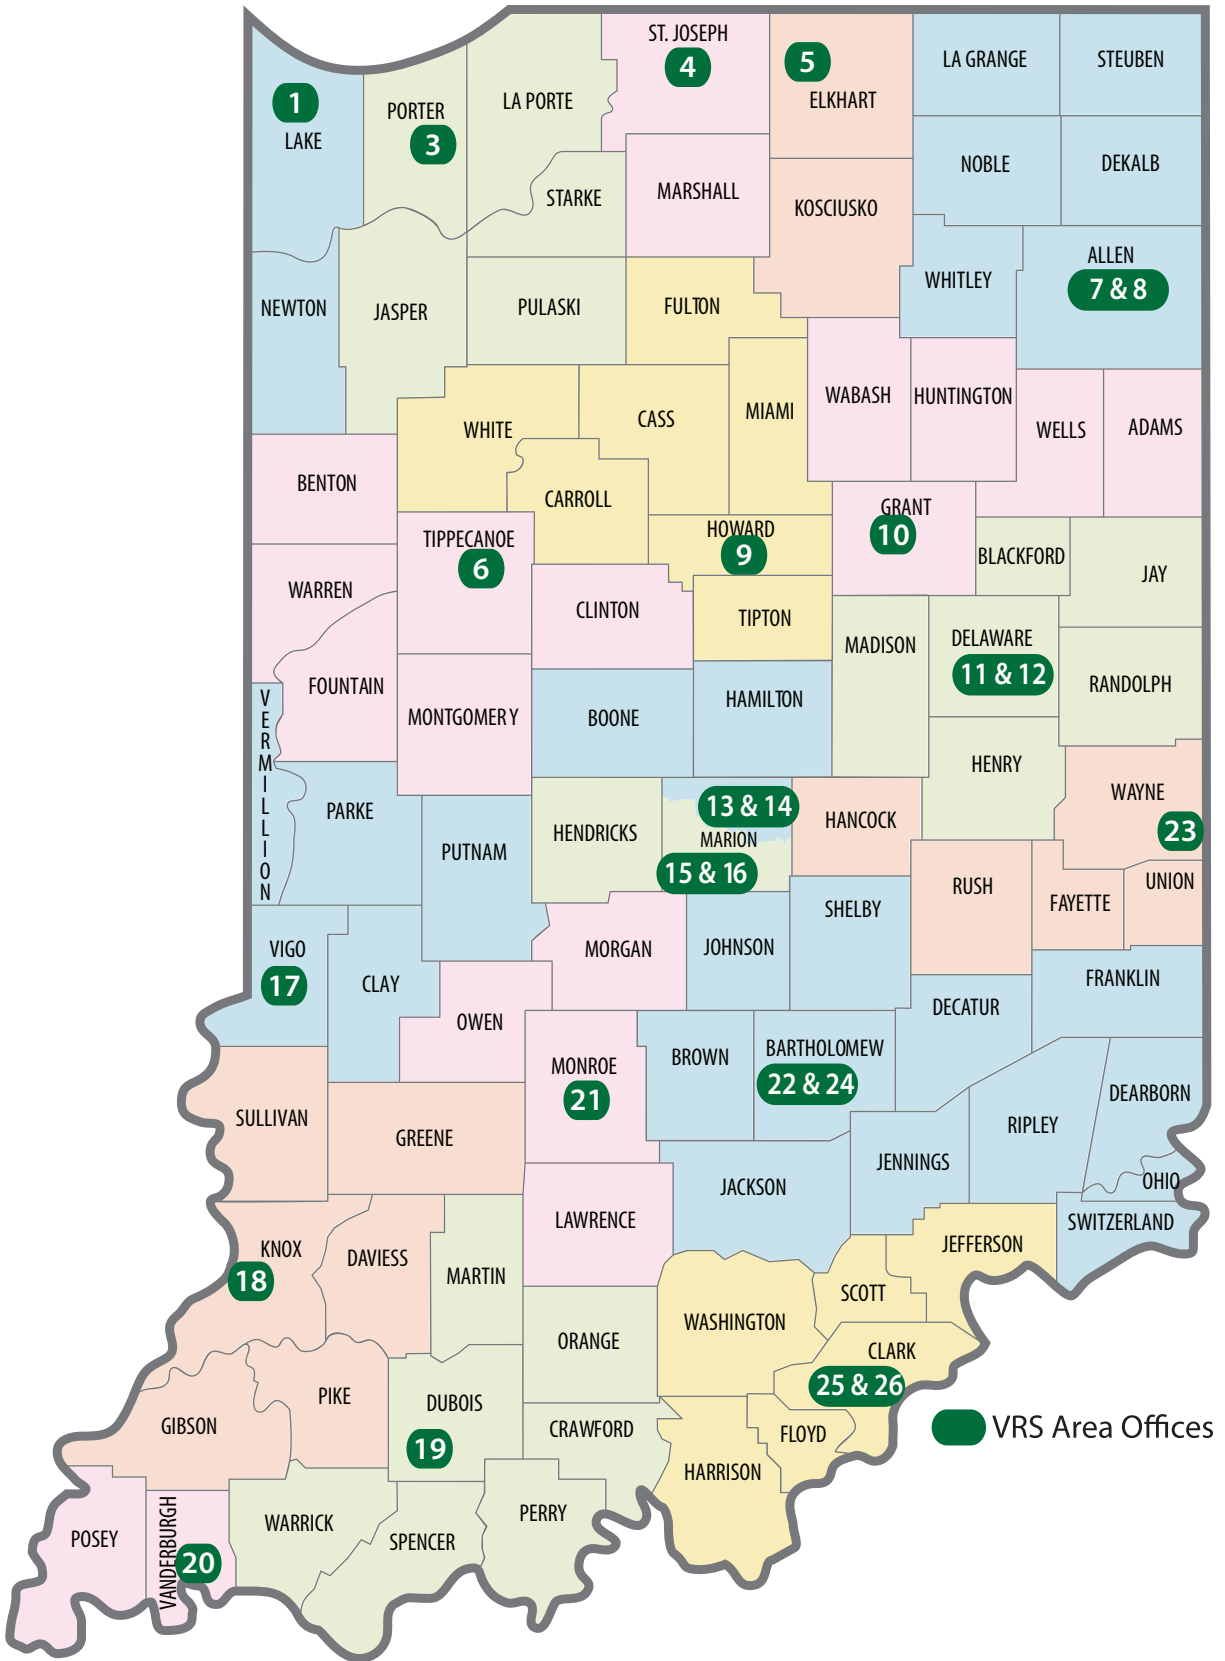 ST. JOSEPH
4
5
ELKHART
LA GRANGE
STEUBEN
1
LAKE
PORTER
3
LA PORTE
STARKE
MARSHALL
KOSCIUSKO
NOBLE
DEKALB
WHITLEY
ALLEN
7 & 8
NEWTON
JASPER
PULASKI
FULTON
WHITE
CASS
MIAMI
WABASH
HUNTINGTON
WELLS
ADAMS
BENTON
CARROLL
TIPPECANOE
6
HOWARD
9
GRANT
10
BLACKFORD
JAY
WARREN
CLINTON
TIPTON
MADISON
DELAWARE
11 & 12
RANDOLPH
FOUNTAIN
MONTGOMERY
BOONE
HAMILTON
HENRY
VERMILLION
PARKE
PUTNAM
HENDRICKS
13 & 14
MARION
15 & 16
HANCOCK
WAYNE
23
RUSH
FAYETTE
UNION
VIGO
17
CLAY
OWEN
MORGAN
JOHNSON
SHELBY
DECATUR
FRANKLIN
SULLIVAN
GREENE
MONROE
21
BROWN
BARTHOLOMEW
22 & 24
DEARBORN
RIPLEY
JENNINGS
OHIO
JACKSON
LAWRENCE
SWITZERLAND
JEFFERSON
KNOX
18
DAVIESS
MARTIN
ORANGE
WASHINGTON
SCOTT
CLARK
25 & 26
GIBSON
PIKE
DUBOIS
19
CRAWFORD
FLOYD
HARRISON
VRS Area Offices
POSEY
VANDERBURGH
20
WARRICK
SPENCER
PERRY